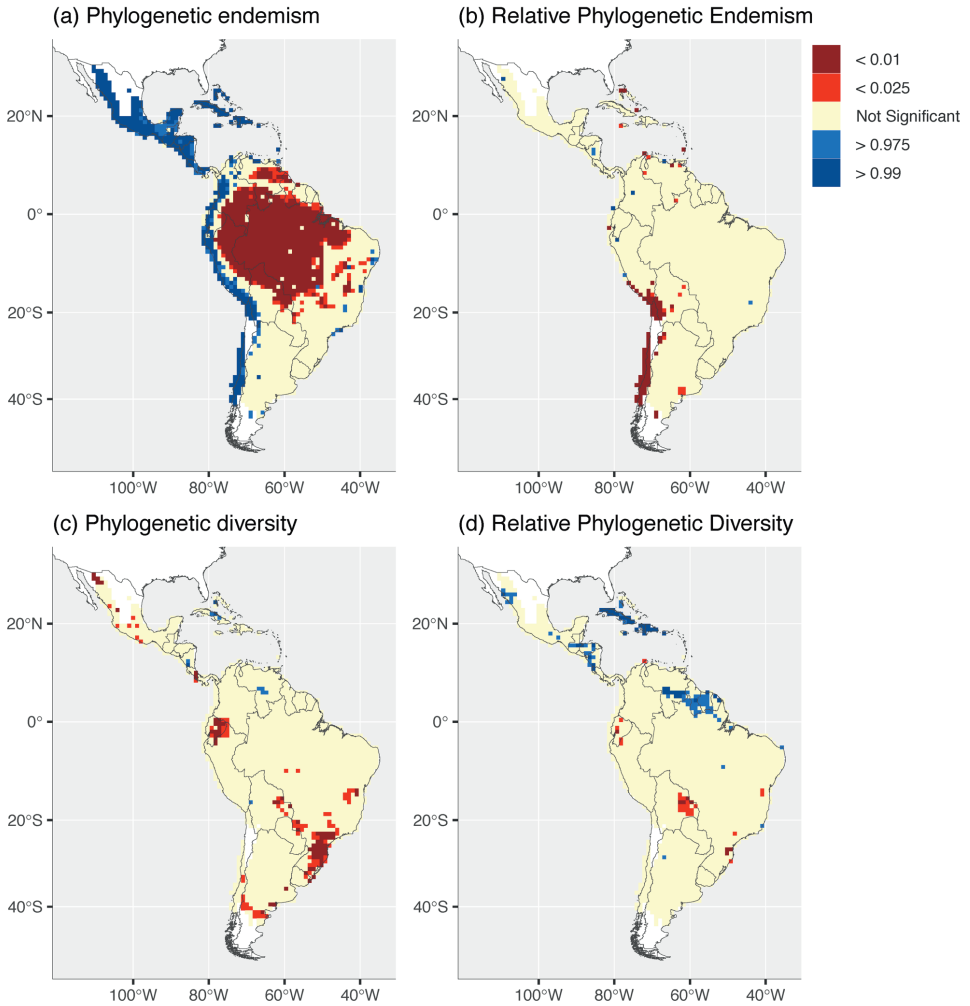 (a) Phylogenetic endemism
(b) Relative Phylogenetic Endemism
< 0.01
< 0.025
Not Significant
> 0.975
> 0.99
20°N
0°
20°S
40°S
100°W 80°W 60°W 40°W
20°N
0°
20°S
40°S
100°W 80°W 60°W 40°W
(c) Phylogenetic diversity
(d) Relative Phylogenetic Diversity
20°N
0°
20°S
40°S
100°W 80°W 60°W 40°W
20°N
0°
20°S
40°S
100°W 80°W 60°W 40°W